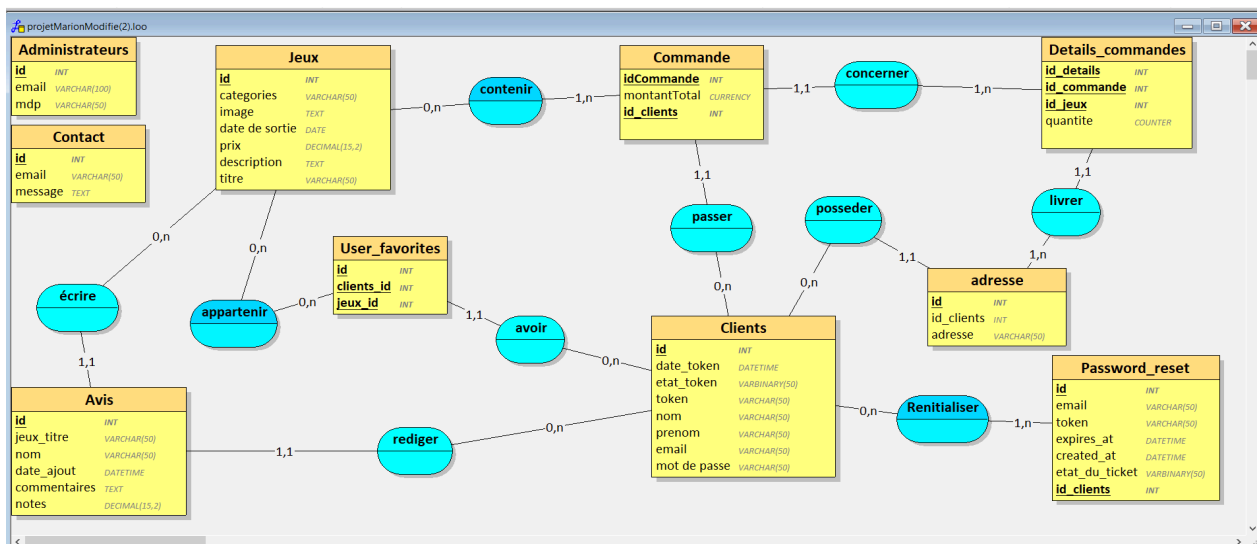 projetMarionModifie(2).loo
Administrateurs
id INT
email VARCHAR(100)
mdp VARCHAR(50)
Contact
id INT
email VARCHAR(50)
message TEXT
Jeux
id INT
categories VARCHAR(50)
image TEXT
date de sortie DATE
prix DECIMAL(15,2)
description TEXT
titre VARCHAR(50)
0,n
contenir
1,n
Commande
idCommande INT
montantTotal CURRENCY
id_clients INT
1,1
concerner
1,n
Details_commandes
id_details INT
id_commande INT
id_jeux INT
quantite COUNTER
1,1
livrer
1,n
1,1
passer
0,n
posseder
1,1
0,n
adresse
id INT
id_clients INT
adresse VARCHAR(50)
0,n
écrire
1,1
0,n
appartenir
0,n
User_favorites
id INT
clients_id INT
jeux_id INT
1,1
avoir
0,n
Clients
id INT
date_token DATETIME
etat_token VARBINARY(50)
token VARCHAR(50)
nom VARCHAR(50)
prenom VARCHAR(50)
email VARCHAR(50)
mot de passe VARCHAR(50)
0,n
Renitialiser
1,n
Password_reset
id INT
email VARCHAR(50)
token VARCHAR(50)
expires_at DATETIME
created_at DATETIME
etat_du_ticket VARBINARY(50)
id_clients INT
Avis
id INT
jeux_titre VARCHAR(50)
nom VARCHAR(50)
date_ajout DATETIME
commentaires TEXT
notes DECIMAL(15,2)
1,1
rediger
0,n